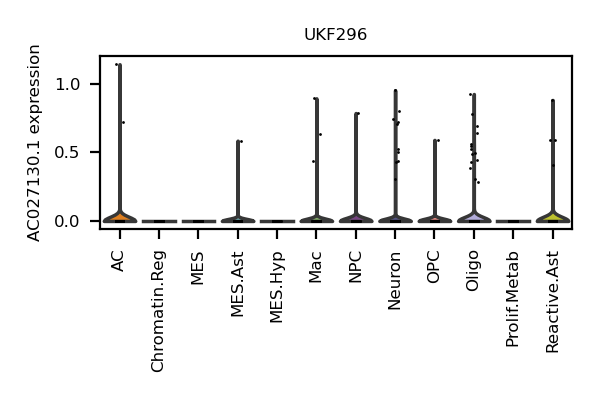 UKF296
AC027130.1 expression
1.0
0.5
0.0
AC
Chromatin.Reg
MES
MES.Ast
MES.Hyp
Mac
NPC
Neuron
OPC
Oligo
Prolif.Metab
Reactive.Ast